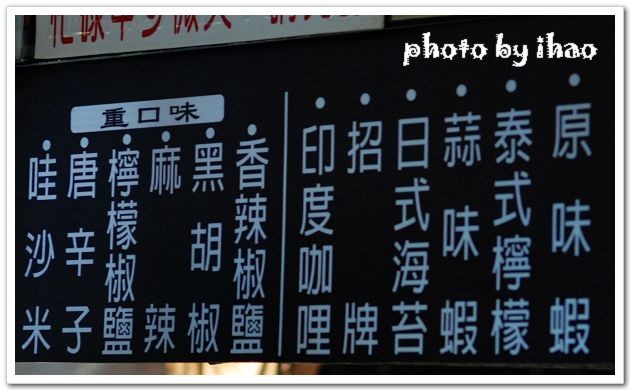 photo by ihao
原味蝦
泰式檸檬
蒜味蝦
日式海苔
招牌
印度咖哩
重口味
香辣椒鹽
黑胡椒
麻辣
檸檬椒鹽
唐辛子
哇沙米